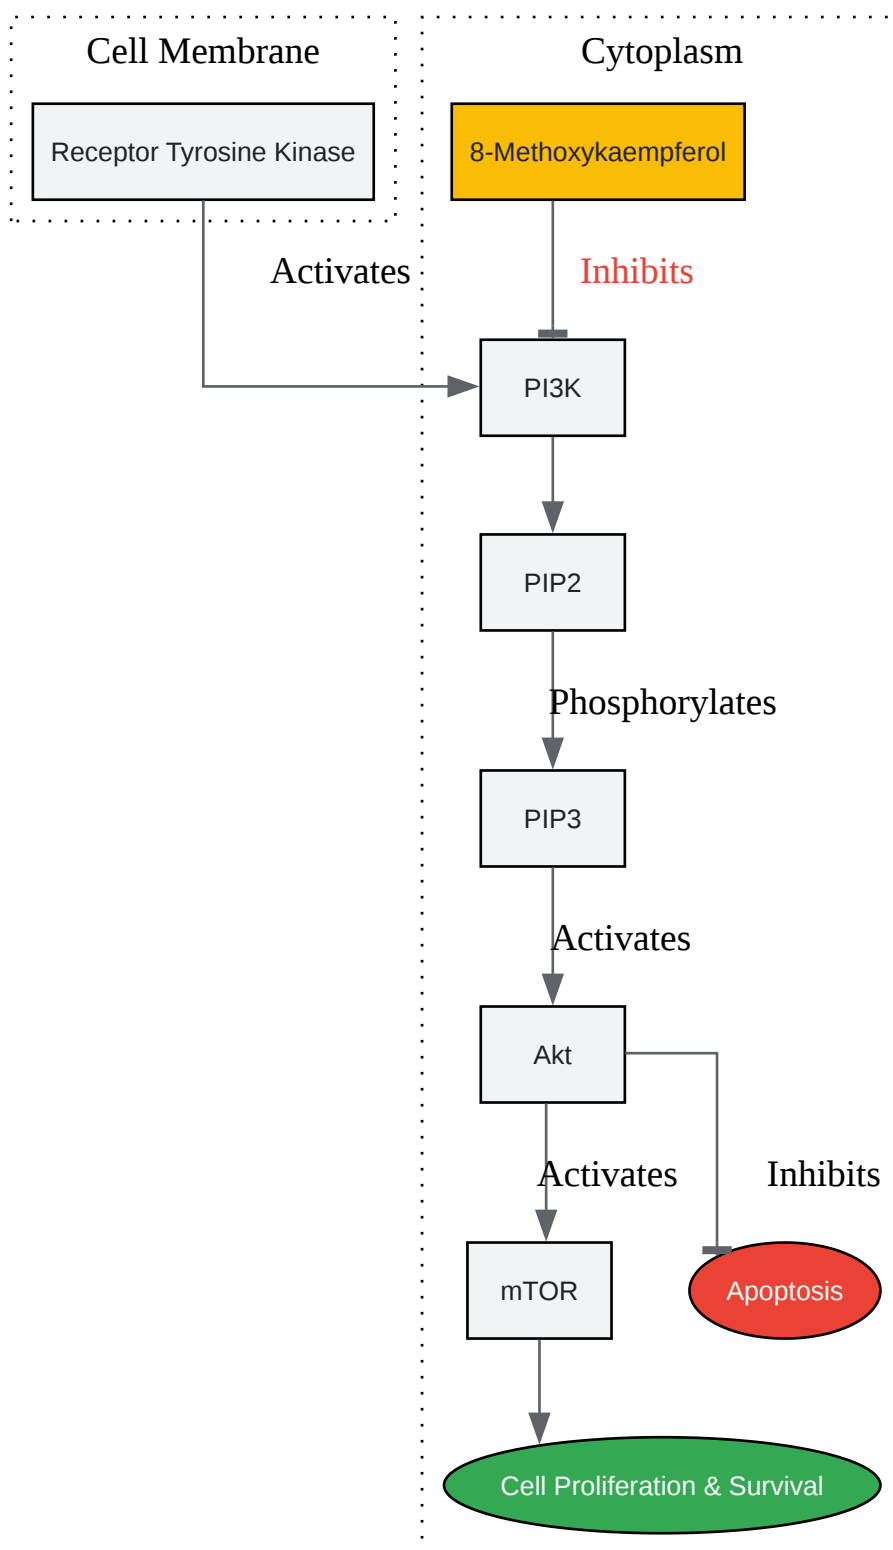 Cell Membrane
Cytoplasm
Receptor Tyrosine Kinase
8-Methoxykaempferol
Activates
Inhibits
PI3K
PIP2
Phosphorylates
PIP3
Activates
Akt
Activates
Inhibits
mTOR
Apoptosis
Cell Proliferation & Survival